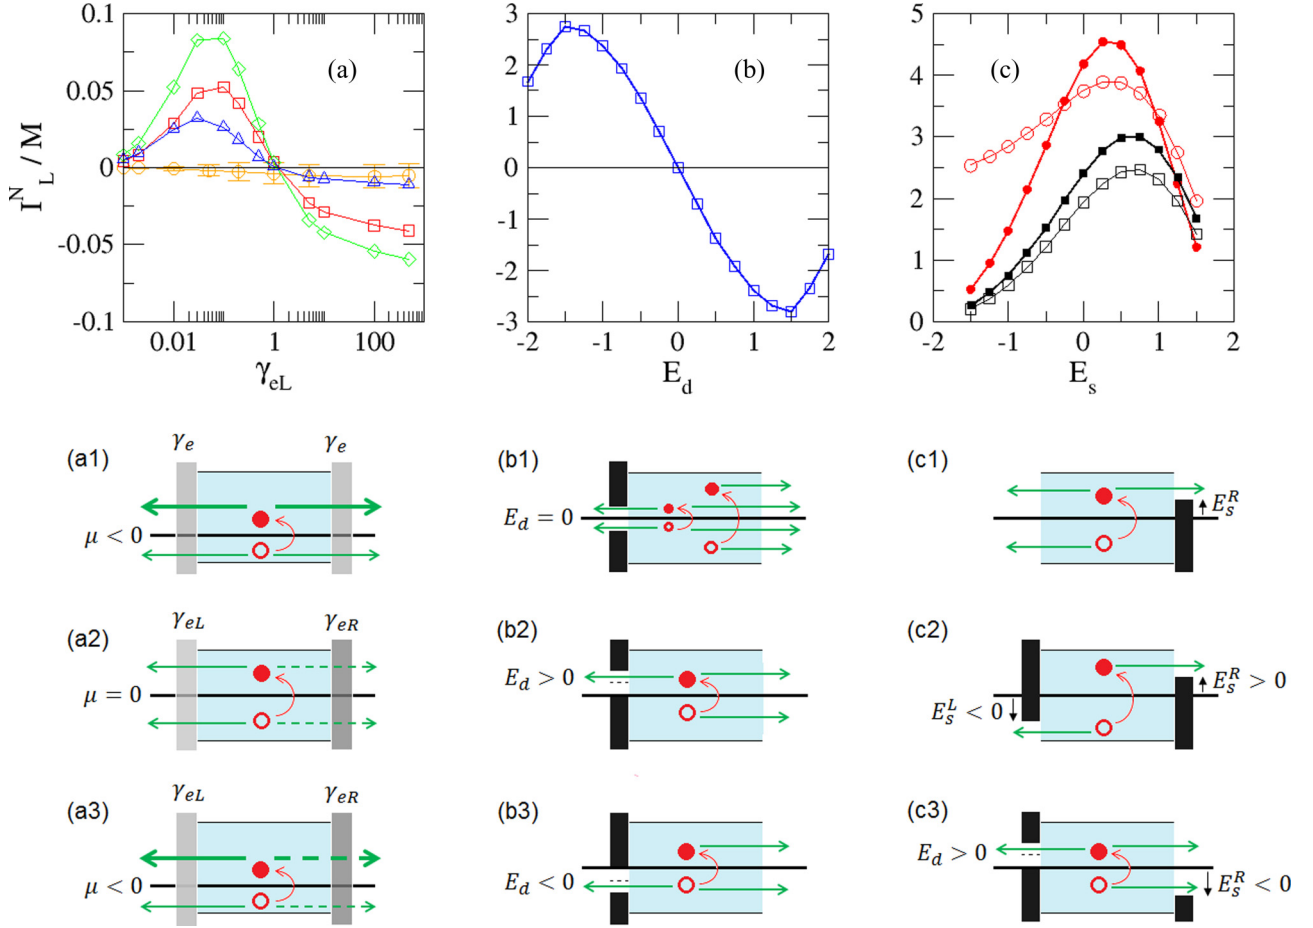 0.1
0.05
0
-0.05
-0.1
I^N_L / M
(a)
0.01
1
100
γ_eL
3
2
1
0
-1
-2
-3
(b)
-2
-1
0
1
2
E_d
5
4
3
2
1
0
(c)
-2
-1
0
1
2
E_s
(a1)
γ_e
γ_e
μ < 0
(b1)
E_d = 0
(c1)
E_s^R
(a2)
γ_eL
γ_eR
μ = 0
(b2)
E_d > 0
(c2)
E_s^R > 0
E_s^L < 0
(a3)
γ_eL
γ_eR
μ < 0
(b3)
E_d < 0
(c3)
E_d > 0
E_s^R < 0